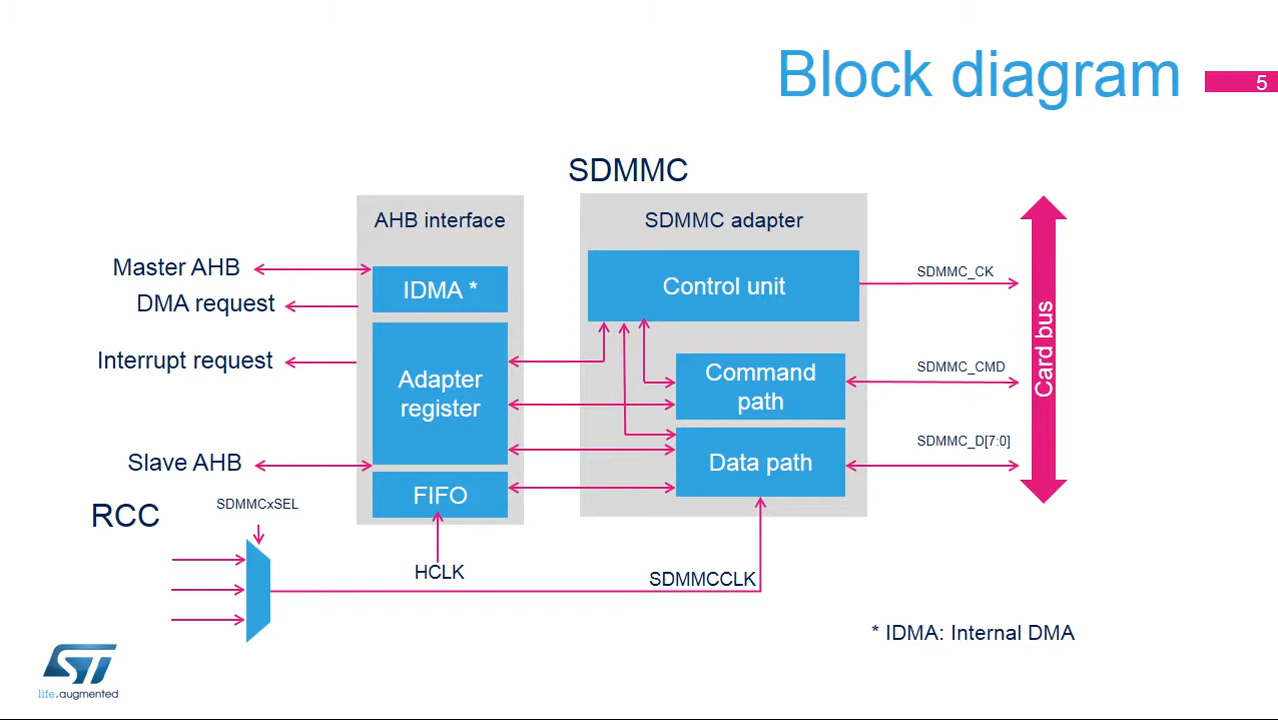 Block diagram
5
SDMMC
AHB interface
SDMMC adapter
Master AHB
DMA request
Interrupt request
Slave AHB
IDMA *
Adapter
register
FIFO
Control unit
Command
path
Data path
SDMMC_CK
SDMMC_CMD
SDMMC_D[7:0]
Card bus
RCC
SDMMCxSEL
HCLK
SDMMCCLK
* IDMA: Internal DMA
ST
life.augmented